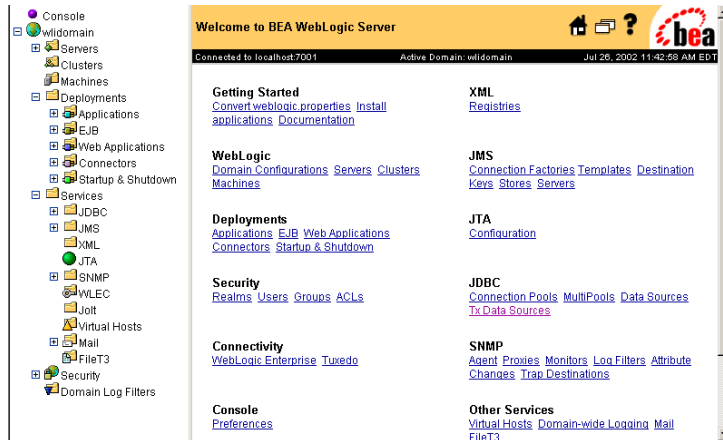 Console
wlidomain
Servers
Clusters
Machines
Deployments
Applications
EJB
Web Applications
Connectors
Startup & Shutdown
Services
JDBC
JMS
XML
JTA
SNMP
WLEC
Jolt
Virtual Hosts
Mail
FileT3
Security
Domain Log Filters
Welcome to BEA WebLogic Server
?
bea
Connected to localhost:7001 Active Domain: wlidomain Jul 26, 2002 11:42:58 AM EDT
Getting Started
Convert weblogic.properties Install
applications Documentation
XML
Registries
WebLogic
Domain Configurations Servers Clusters
Machines
JMS
Connection Factories Templates Destination
Keys Stores Servers
Deployments
Applications EJB Web Applications
Connectors Startup & Shutdown
JTA
Configuration
Security
Realms Users Groups ACLs
JDBC
Connection Pools MultiPools Data Sources
Tx Data Sources
Connectivity
WebLogic Enterprise Tuxedo
SNMP
Agent Proxies Monitors Log Filters Attribute
Changes Trap Destinations
Console
Preferences
Other Services
Virtual Hosts Domain-wide Logging Mail
FileT3